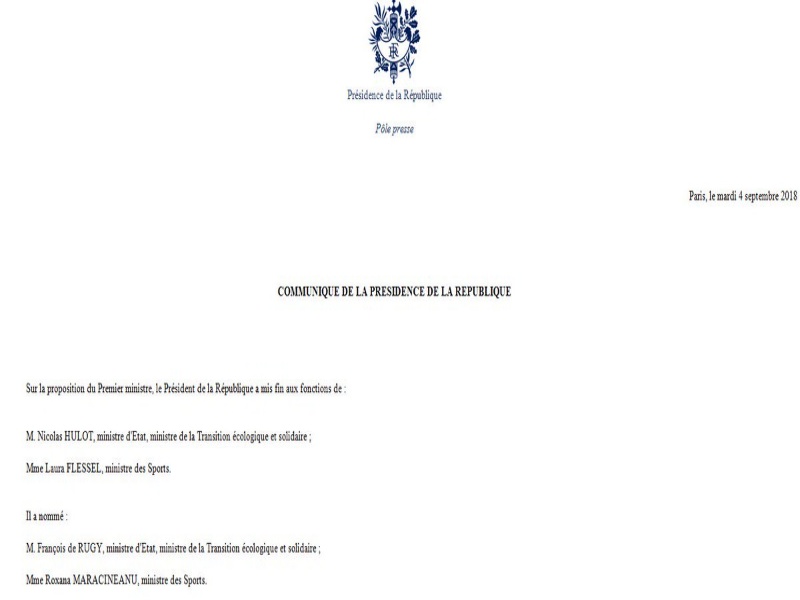 RF
Présidence de la République
Pôle presse
Paris, le mardi 4 septembre 2018
COMMUNIQUE DE LA PRESIDENCE DE LA REPUBLIQUE
Sur la proposition du Premier ministre, le Président de la République a mis fin aux fonctions de :
M. Nicolas HULOT, ministre d'Etat, ministre de la Transition écologique et solidaire ;
Mme Laura FLESSEL, ministre des Sports.
Il a nommé :
M. François de RUGY, ministre d'Etat, ministre de la Transition écologique et solidaire ;
Mme Roxana MARACINEANU, ministre des Sports.